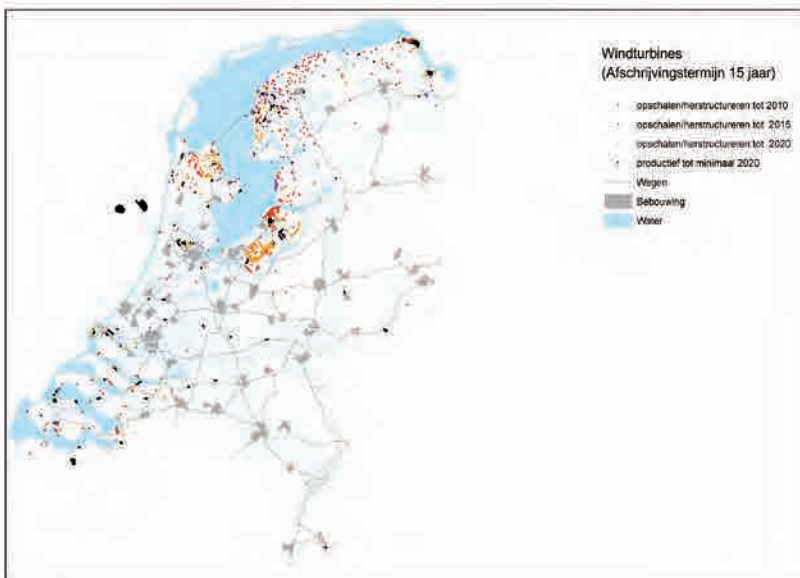 Windturbines
(Afschrijvingstermijn 15 jaar)
opschalen/herstructureren tot 2010
opschalen/herstructureren tot 2015
opschalen/herstructureren tot 2020
productief tot minimaal 2020
Wegen
Bebouwing
Water